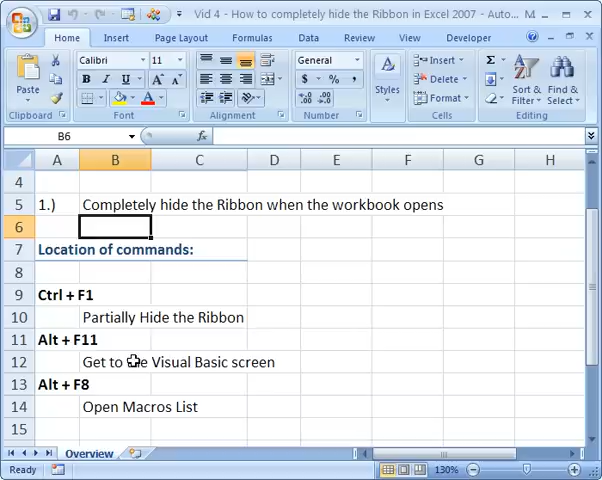 Vid 4 - How to completely hide the Ribbon in Excel 2007 - Auto...
Home Insert Page Layout Formulas Data Review View Developer
Calibri 11 General Insert
B I U $ % , Delete
Paste Styles Format Sort & Filter Find & Select
Clipboard Font Alignment Number Cells Editing
B6 fx
A B C D E F G H
4
5 1.) Completely hide the Ribbon when the workbook opens
6
7 Location of commands:
8
9 Ctrl + F1
10 Partially Hide the Ribbon
11 Alt + F11
12 Get to the Visual Basic screen
13 Alt + F8
14 Open Macros List
15
Overview
Ready 130%